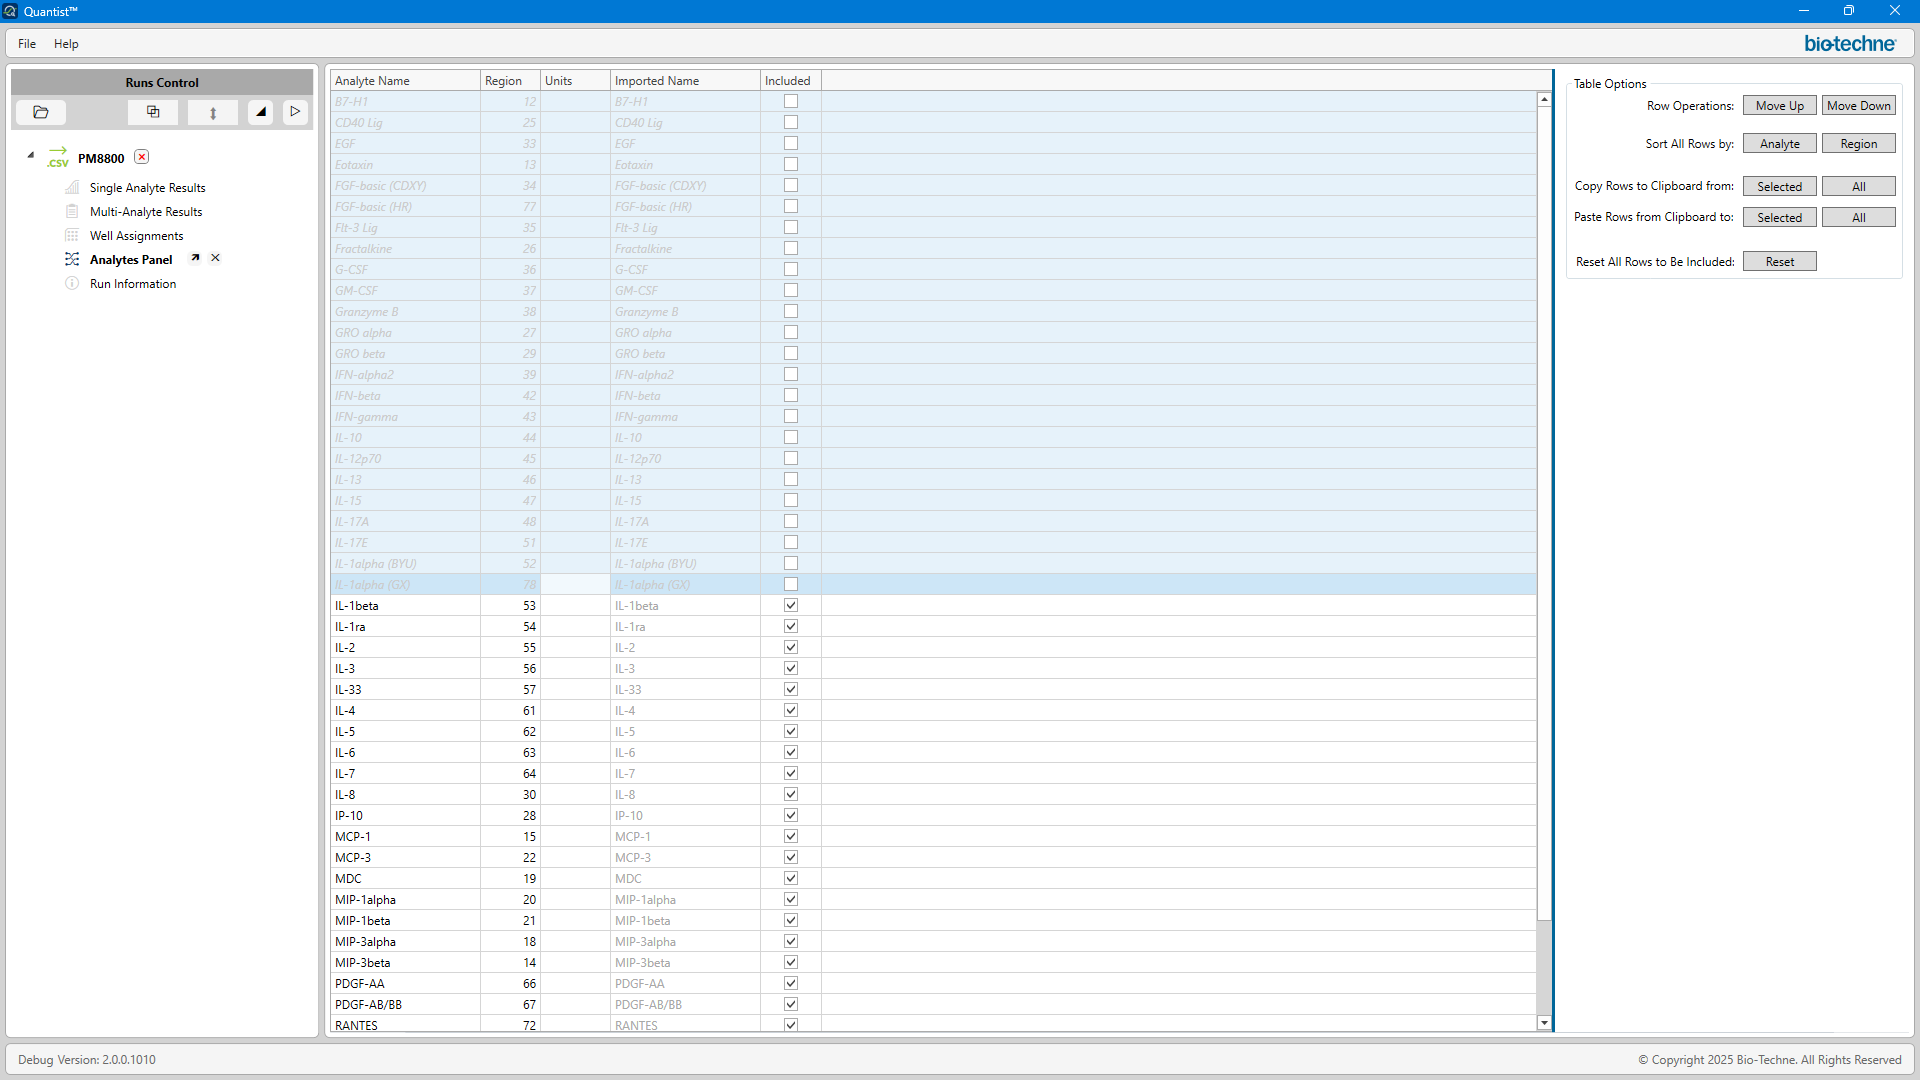 Quantist™
File Help
bio-techne
Runs Control
.CSV PM8800
Single Analyte Results
Multi-Analyte Results
Well Assignments
Analytes Panel
Run Information
Analyte Name Region Units Imported Name Included
B7-H1 12 B7-H1
CD40 Lig 25 CD40 Lig
EGF 33 EGF
Eotaxin 13 Eotaxin
FGF-basic (CDXY) 34 FGF-basic (CDXY)
FGF-basic (HR) 77 FGF-basic (HR)
Flt-3 Lig 35 Flt-3 Lig
Fractalkine 26 Fractalkine
G-CSF 36 G-CSF
GM-CSF 37 GM-CSF
Granzyme B 38 Granzyme B
GRO alpha 27 GRO alpha
GRO beta 29 GRO beta
IFN-alpha2 39 IFN-alpha2
IFN-beta 42 IFN-beta
IFN-gamma 43 IFN-gamma
IL-10 44 IL-10
IL-12p70 45 IL-12p70
IL-13 46 IL-13
IL-15 47 IL-15
IL-17A 48 IL-17A
IL-17E 51 IL-17E
IL-1alpha (BYU) 52 IL-1alpha (BYU)
IL-1alpha (GX) 78 IL-1alpha (GX)
IL-1beta 53 IL-1beta
IL-1ra 54 IL-1ra
IL-2 55 IL-2
IL-3 56 IL-3
IL-33 57 IL-33
IL-4 61 IL-4
IL-5 62 IL-5
IL-6 63 IL-6
IL-7 64 IL-7
IL-8 30 IL-8
IP-10 28 IP-10
MCP-1 15 MCP-1
MCP-3 22 MCP-3
MDC 19 MDC
MIP-1alpha 20 MIP-1alpha
MIP-1beta 21 MIP-1beta
MIP-3alpha 18 MIP-3alpha
MIP-3beta 14 MIP-3beta
PDGF-AA 66 PDGF-AA
PDGF-AB/BB 67 PDGF-AB/BB
RANTES 72 RANTES
Table Options
Row Operations: Move Up Move Down
Sort All Rows by: Analyte Region
Copy Rows to Clipboard from: Selected All
Paste Rows from Clipboard to: Selected All
Reset All Rows to Be Included: Reset
Debug Version: 2.0.0.1010
© Copyright 2025 Bio-Techne. All Rights Reserved